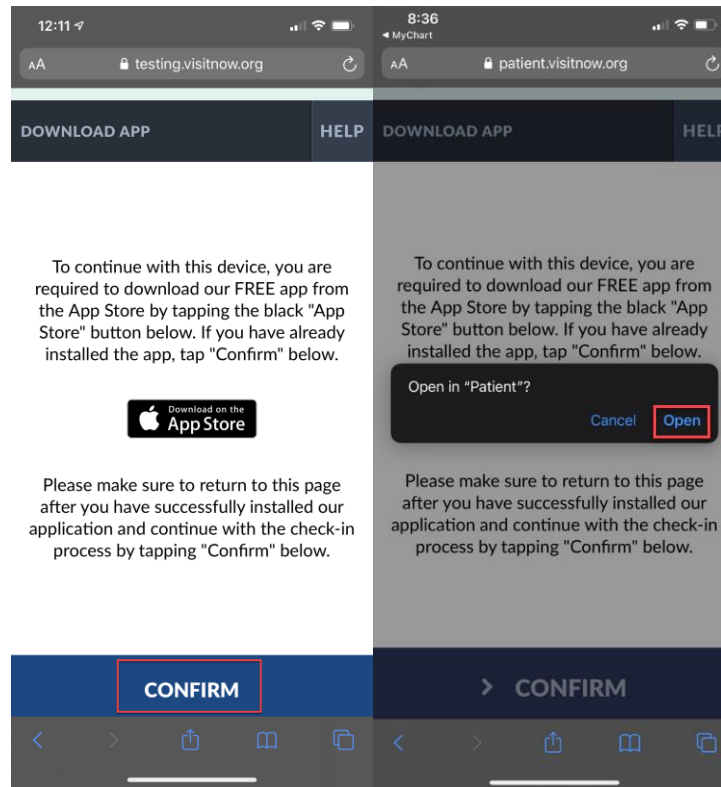 12:11
AA testing.visitnow.org
DOWNLOAD APP HELP
To continue with this device, you are
required to download our FREE app from
the App Store by tapping the black "App
Store" button below. If you have already
installed the app, tap "Confirm" below.
Download on the
App Store
Please make sure to return to this page
after you have successfully installed our
application and continue with the check-in
process by tapping "Confirm" below.
CONFIRM
8:36
◀ MyChart
AA patient.visitnow.org
DOWNLOAD APP HELP
To continue with this device, you are
required to download our FREE app from
the App Store by tapping the black "App
Store" button below. If you have already
installed the app, tap "Confirm" below.
Open in “Patient”?
Cancel Open
Please make sure to return to this page
after you have successfully installed our
application and continue with the check-in
process by tapping "Confirm" below.
> CONFIRM